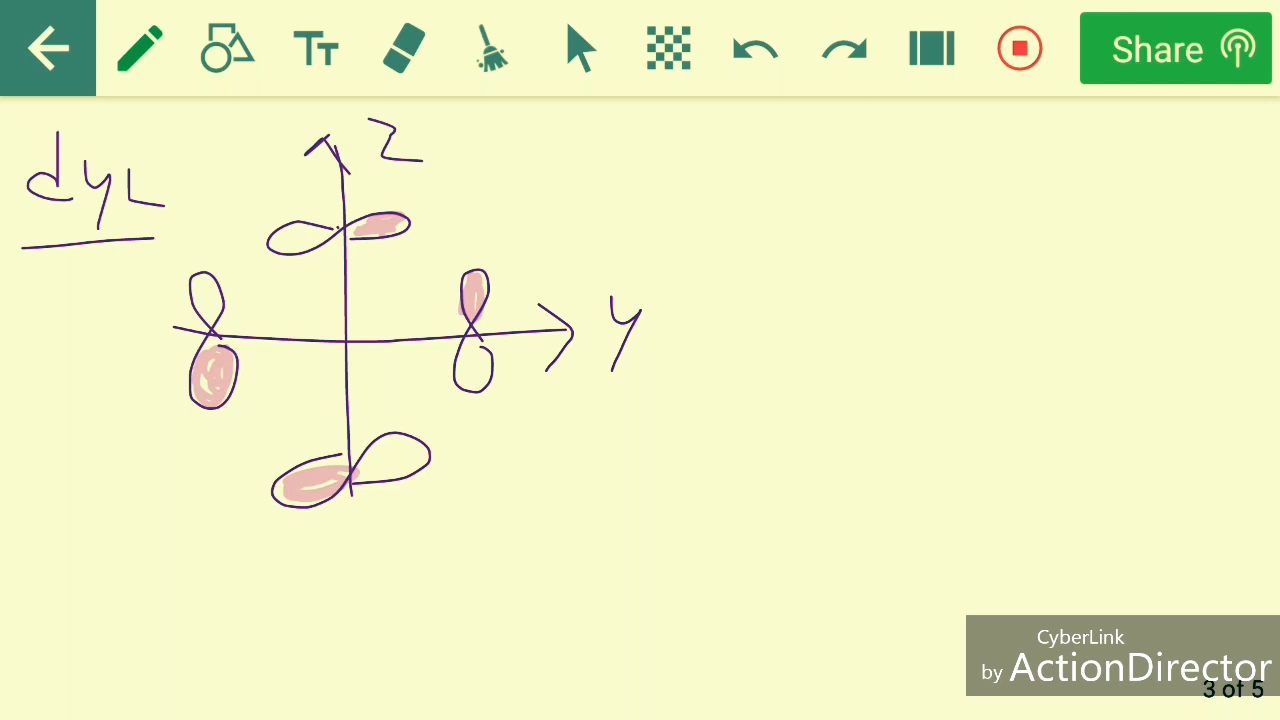 Share
Z
dyz
y
CyberLink
by ActionDirector
3 of 5